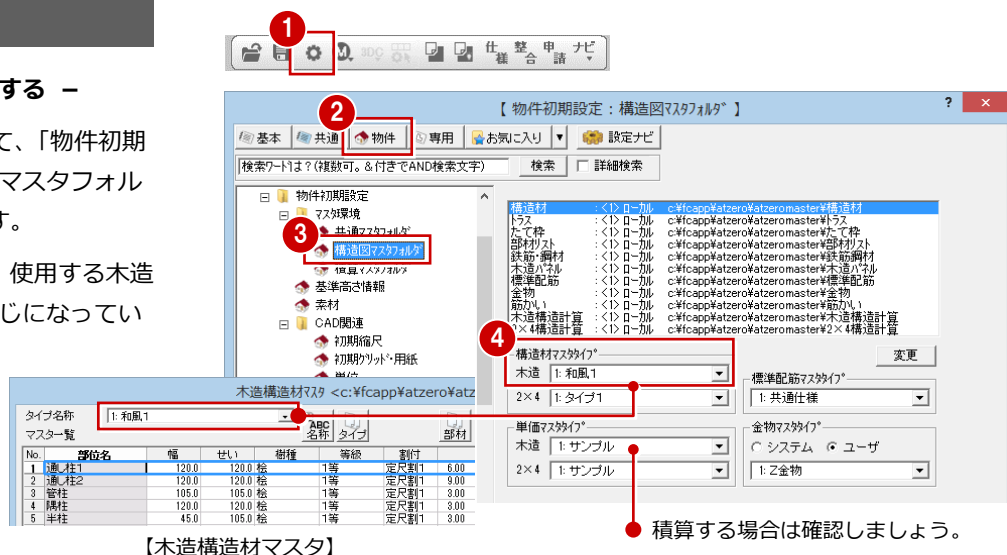 する －
て、「物件初期
マスタフォル
す。
使用する木造
じになってい
1
3DC
仕様 整合 申請 ナビ
【 物件初期設定：構造図ﾏｽﾀﾌｫﾙﾀﾞ 】
? ×
2
基本 共通 物件 専用 お気に入り 設定ナビ
検索ワードは？(複数可。＆付きでAND検索文字) 検索 詳細検索
物件初期設定
ﾏｽﾀ環境
共通ﾏｽﾀﾌｫﾙﾀﾞ
3
構造図ﾏｽﾀﾌｫﾙﾀﾞ
積算ﾏｽﾀﾌｫﾙﾀﾞ
基準高さ情報
素材
CAD関連
初期縮尺
初期ｸﾞﾘｯﾄﾞ・用紙
単位
構造材 : <1> ﾛｰｶﾙ c:¥fcapp¥atzero¥atzeromaster¥構造材
ﾄﾗｽ : <1> ﾛｰｶﾙ c:¥fcapp¥atzero¥atzeromaster¥ﾄﾗｽ
たて枠 : <1> ﾛｰｶﾙ c:¥fcapp¥atzero¥atzeromaster¥たて枠
部材ﾘｽﾄ : <1> ﾛｰｶﾙ c:¥fcapp¥atzero¥atzeromaster¥部材ﾘｽﾄ
鉄筋・鋼材 : <1> ﾛｰｶﾙ c:¥fcapp¥atzero¥atzeromaster¥鉄筋鋼材
木造ﾊﾟﾈﾙ : <1> ﾛｰｶﾙ c:¥fcapp¥atzero¥atzeromaster¥木造ﾊﾟﾈﾙ
標準配筋 : <1> ﾛｰｶﾙ c:¥fcapp¥atzero¥atzeromaster¥標準配筋
金物 : <1> ﾛｰｶﾙ c:¥fcapp¥atzero¥atzeromaster¥金物
筋かい : <1> ﾛｰｶﾙ c:¥fcapp¥atzero¥atzeromaster¥筋かい
木造構造計算 : <1> ﾛｰｶﾙ c:¥fcapp¥atzero¥atzeromaster¥木造構造計算
2×4構造計算 : <1> ﾛｰｶﾙ c:¥fcapp¥atzero¥atzeromaster¥2×4構造計算
4
構造材ﾏｽﾀﾀｲﾌﾟ
木造 1: 和風1
2×4 1: タイプ1
変更
標準配筋ﾏｽﾀﾀｲﾌﾟ
1: 共通仕様
単価ﾏｽﾀﾀｲﾌﾟ
木造 1: サンプル
2×4 1: サンプル
金物ﾏｽﾀﾀｲﾌﾟ
システム ユーザ
1: Z金物
木造構造材ﾏｽﾀ <c:¥fcapp¥atzero¥atz
タイプ名称 1: 和風1
マスター覧
ABC 名称 タイプ 部材
No. 部位名 幅 せい 樹種 等級 割付
1 通し柱1 120.0 120.0 桧 1等 定尺割1 6.00
2 通し柱2 120.0 120.0 桧 1等 定尺割1 9.00
3 管柱 105.0 105.0 桧 1等 定尺割1 3.00
4 隅柱 120.0 120.0 桧 1等 定尺割1 3.00
5 半柱 45.0 105.0 桧 1等 定尺割1 3.00
【木造構造材マスタ】
積算する場合は確認しましょう。